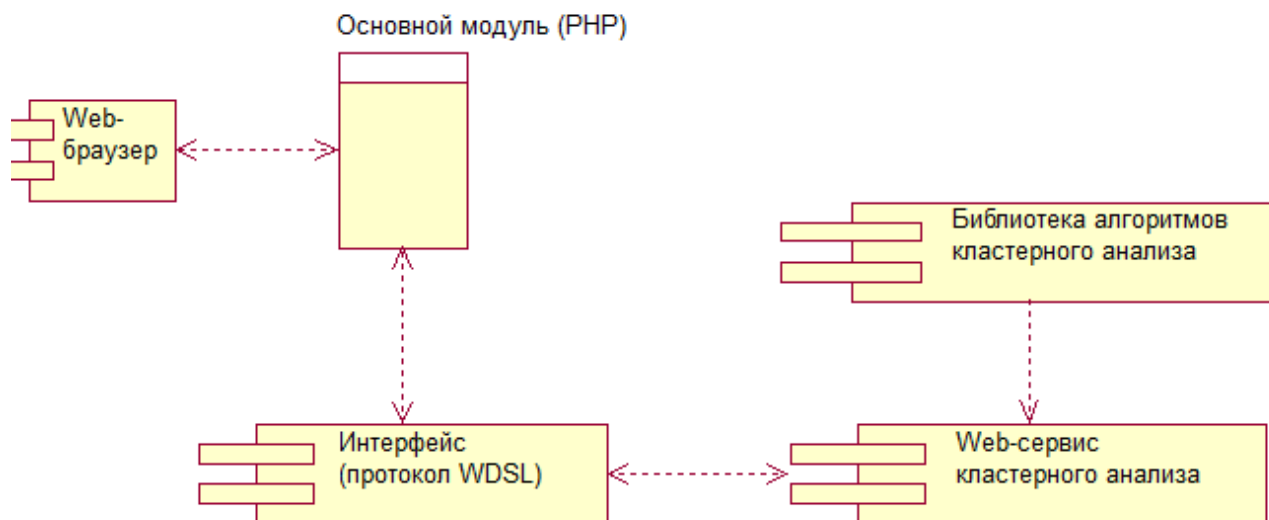 Основной модуль (PHP)
Web-
браузер
Библиотека алгоритмов
кластерного анализа
Интерфейс
(протокол WDSL)
Web-сервис
кластерного анализа